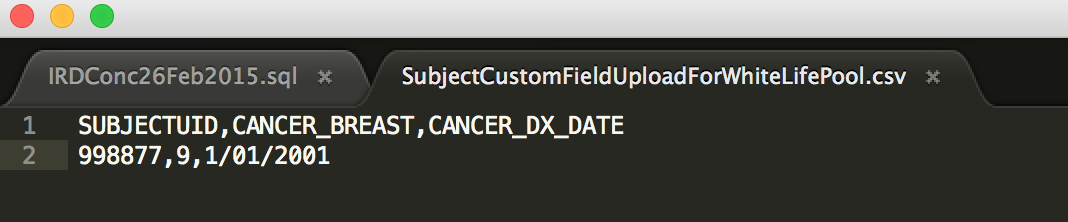 IRDConc26Feb2015.sql × SubjectCustomFieldUploadForWhiteLifePool.csv ×
1 SUBJECTUID,CANCER_BREAST,CANCER_DX_DATE
2 998877,9,1/01/2001